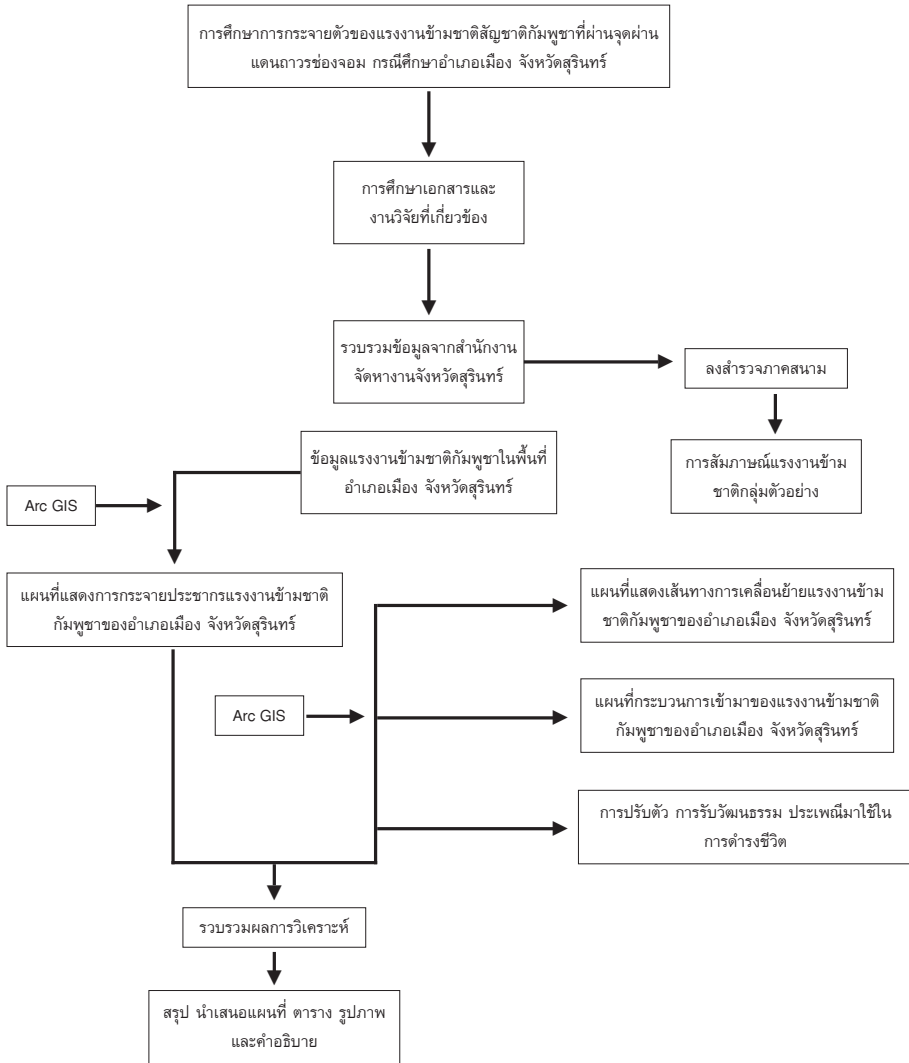 การศึกษาการกระจายตัวของแรงงานข้ามชาติสัญชาติกัมพูชาที่ผ่านจุดผ่าน
แดนถาวรช่องจอม กรณีศึกษาอำเภอเมือง จังหวัดสุรินทร์
การศึกษาเอกสารและ
งานวิจัยที่เกี่ยวข้อง
รวบรวมข้อมูลจากสำนักงาน
จัดหางานจังหวัดสุรินทร์
ลงสำรวจภาคสนาม
ข้อมูลแรงงานข้ามชาติกัมพูชาในพื้นที่
อำเภอเมือง จังหวัดสุรินทร์
การสัมภาษณ์แรงงานข้าม
ชาติกลุ่มตัวอย่าง
Arc GIS
แผนที่แสดงการกระจายประชากรแรงงานข้ามชาติ
กัมพูชาของอำเภอเมือง จังหวัดสุรินทร์
แผนที่แสดงเส้นทางการเคลื่อนย้ายแรงงานข้าม
ชาติกัมพูชาของอำเภอเมือง จังหวัดสุรินทร์
Arc GIS
แผนที่กระบวนการเข้ามาของแรงงานข้ามชาติ
กัมพูชาของอำเภอเมือง จังหวัดสุรินทร์
การปรับตัว การรับวัฒนธรรม ประเพณีมาใช้ใน
การดำรงชีวิต
รวบรวมผลการวิเคราะห์
สรุป นำเสนอแผนที่ ตาราง รูปภาพ
และคำอธิบาย